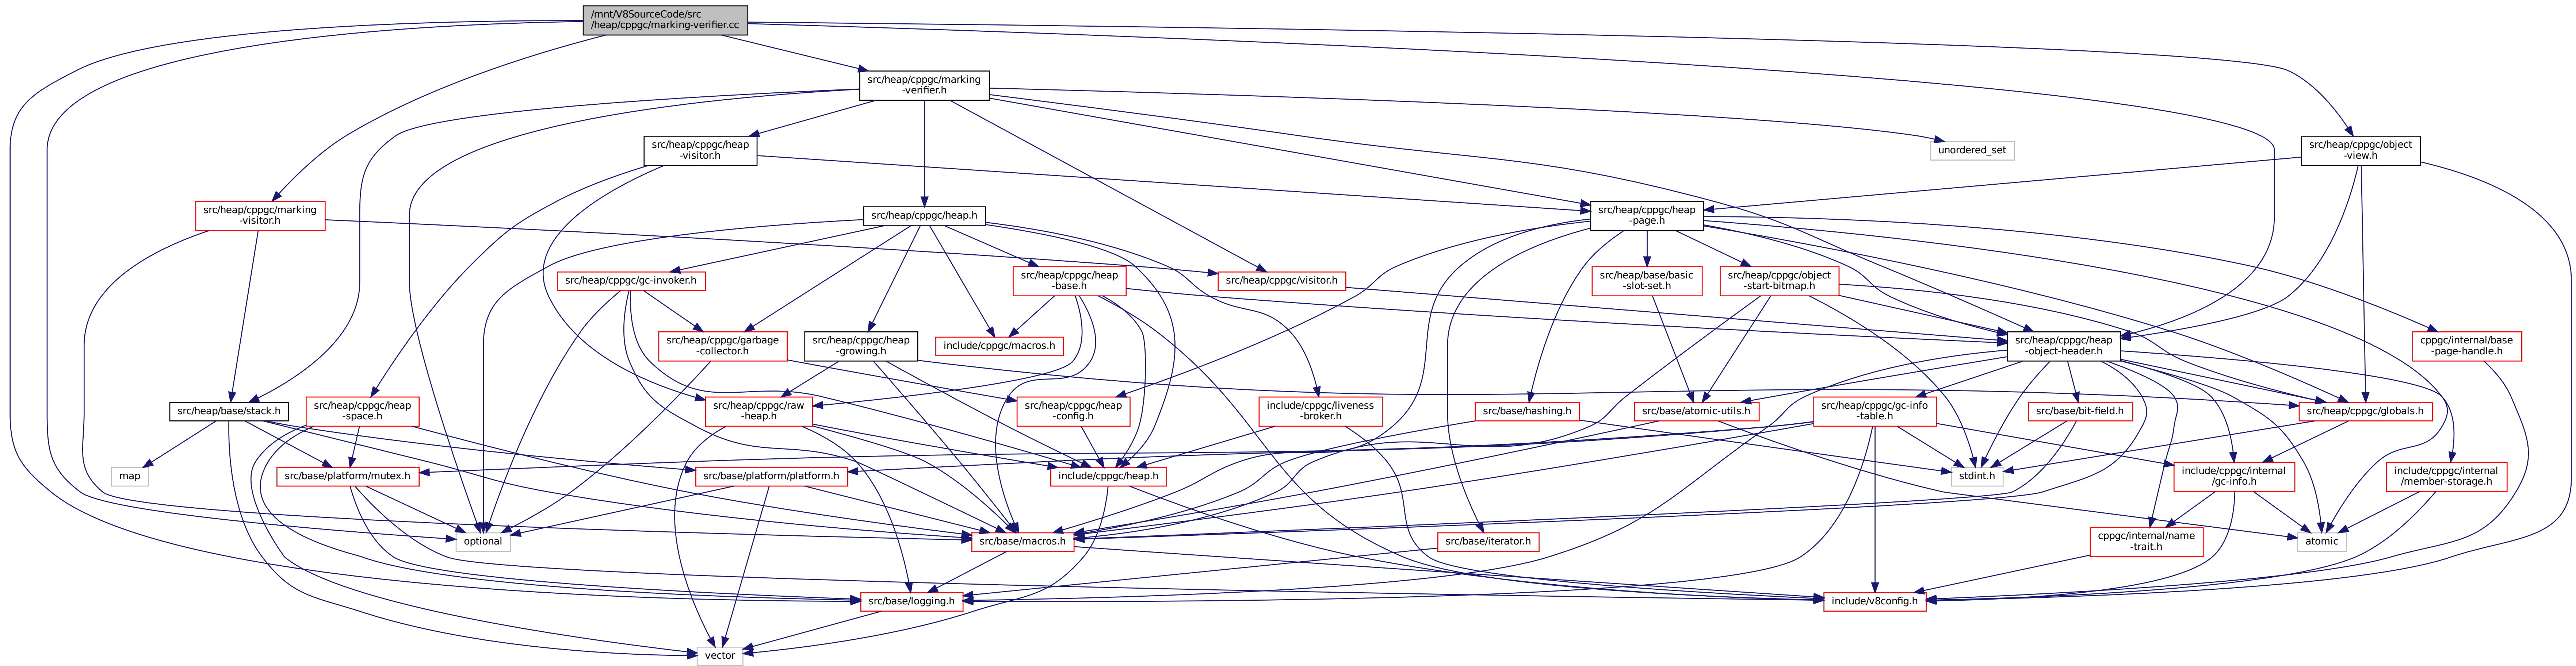 /mnt/V8SourceCode/src
/heap/cppgc/marking-verifier.cc
src/heap/cppgc/marking
-verifier.h
src/heap/cppgc/heap
-visitor.h
unordered_set
src/heap/cppgc/object
-view.h
src/heap/cppgc/marking
-visitor.h
src/heap/cppgc/heap.h
src/heap/cppgc/heap
-page.h
src/heap/cppgc/gc-invoker.h
src/heap/cppgc/heap
-base.h
src/heap/cppgc/visitor.h
src/heap/base/basic
-slot-set.h
src/heap/cppgc/object
-start-bitmap.h
src/heap/cppgc/garbage
-collector.h
src/heap/cppgc/heap
-growing.h
include/cppgc/macros.h
src/heap/cppgc/heap
-object-header.h
cppgc/internal/base
-page-handle.h
src/heap/base/stack.h
src/heap/cppgc/heap
-space.h
src/heap/cppgc/raw
-heap.h
src/heap/cppgc/heap
-config.h
include/cppgc/liveness
-broker.h
src/base/hashing.h
src/base/atomic-utils.h
src/heap/cppgc/gc-info
-table.h
src/base/bit-field.h
src/heap/cppgc/globals.h
map
src/base/platform/mutex.h
src/base/platform/platform.h
include/cppgc/heap.h
stdint.h
include/cppgc/internal
/gc-info.h
include/cppgc/internal
/member-storage.h
optional
src/base/macros.h
src/base/iterator.h
cppgc/internal/name
-trait.h
atomic
src/base/logging.h
include/v8config.h
vector